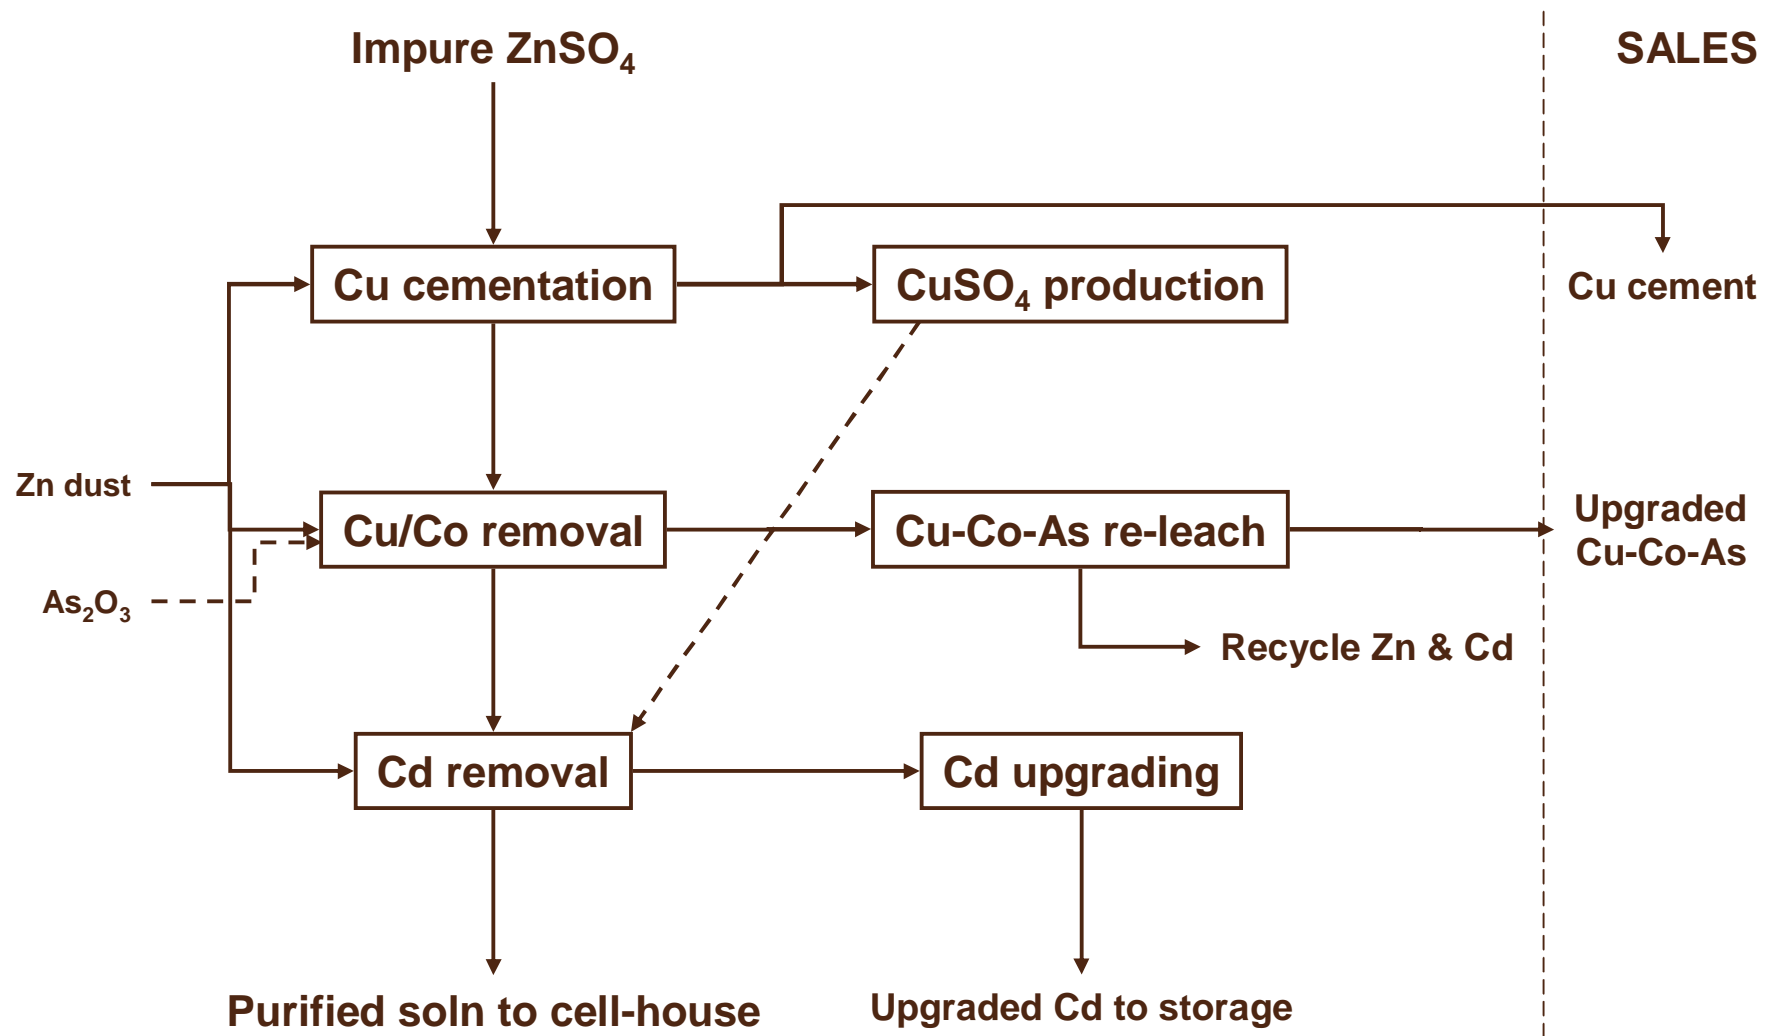 Impure ZnSO₄
SALES
Cu cementation
CuSO₄ production
Cu cement
Zn dust
Cu/Co removal
Cu-Co-As re-leach
Upgraded
Cu-Co-As
As₂O₃
Recycle Zn & Cd
Cd removal
Cd upgrading
Purified soln to cell-house
Upgraded Cd to storage